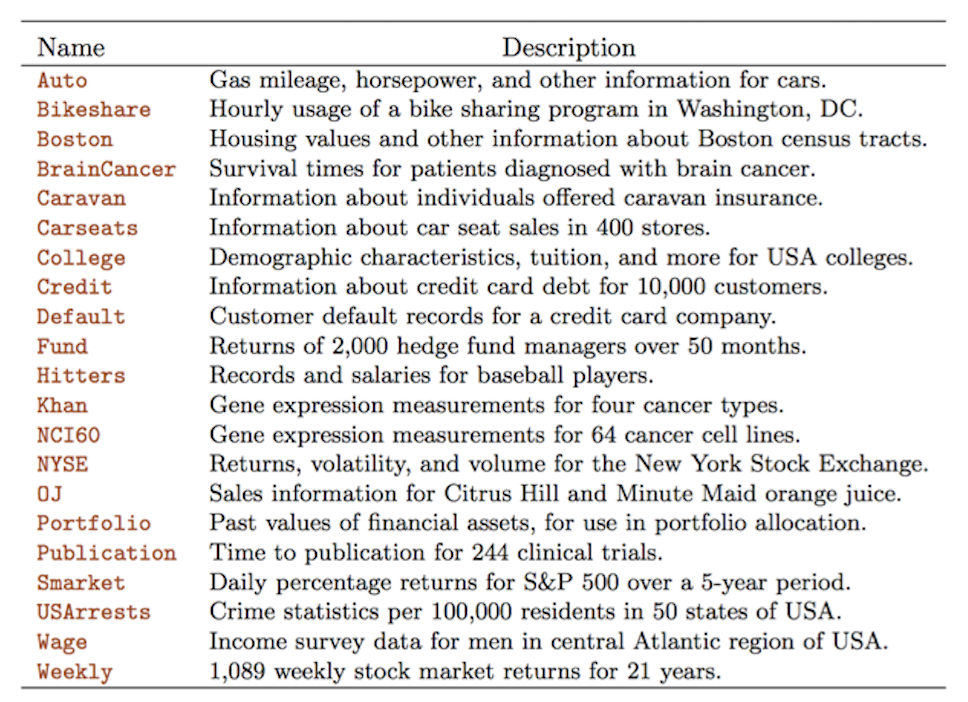 Name Description
Auto Gas mileage, horsepower, and other information for cars.
Bikeshare Hourly usage of a bike sharing program in Washington, DC.
Boston Housing values and other information about Boston census tracts.
BrainCancer Survival times for patients diagnosed with brain cancer.
Caravan Information about individuals offered caravan insurance.
Carseats Information about car seat sales in 400 stores.
College Demographic characteristics, tuition, and more for USA colleges.
Credit Information about credit card debt for 10,000 customers.
Default Customer default records for a credit card company.
Fund Returns of 2,000 hedge fund managers over 50 months.
Hitters Records and salaries for baseball players.
Khan Gene expression measurements for four cancer types.
NCI60 Gene expression measurements for 64 cancer cell lines.
NYSE Returns, volatility, and volume for the New York Stock Exchange.
OJ Sales information for Citrus Hill and Minute Maid orange juice.
Portfolio Past values of financial assets, for use in portfolio allocation.
Publication Time to publication for 244 clinical trials.
Smarket Daily percentage returns for S&P 500 over a 5-year period.
USArrests Crime statistics per 100,000 residents in 50 states of USA.
Wage Income survey data for men in central Atlantic region of USA.
Weekly 1,089 weekly stock market returns for 21 years.